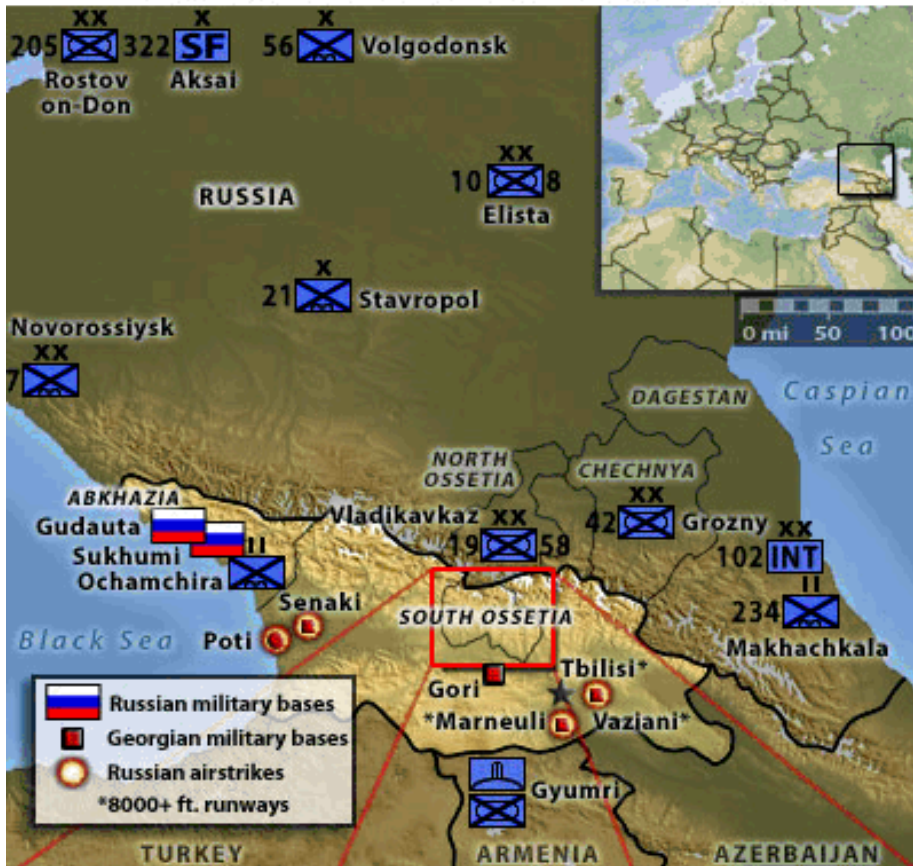 xx
x
x
205
322
SF
56
Volgodonsk
Rostov
on-Don
Aksai
xx
10
8
Elista
RUSSIA
x
21
Stavropol
0 mi
50
100
Novorossiysk
xx
7
Caspian
Sea
DAGESTAN
NORTH
OSSETIA
CHECHNYA
ABKHAZIA
Gudauta
Sukhumi
II
Ochamchira
Vladikavkaz
xx
19
58
xx
42
Grozny
xx
102
INT
II
234
Makhachkala
Senaki
Poti
Black Sea
SOUTH OSSETIA
Gori
Tbilisi*
*Marneuli
Vaziani*
Russian military bases
Georgian military bases
Russian airstrikes
*8000+ ft. runways
Gyumri
TURKEY
ARMENIA
AZERBAIJAN